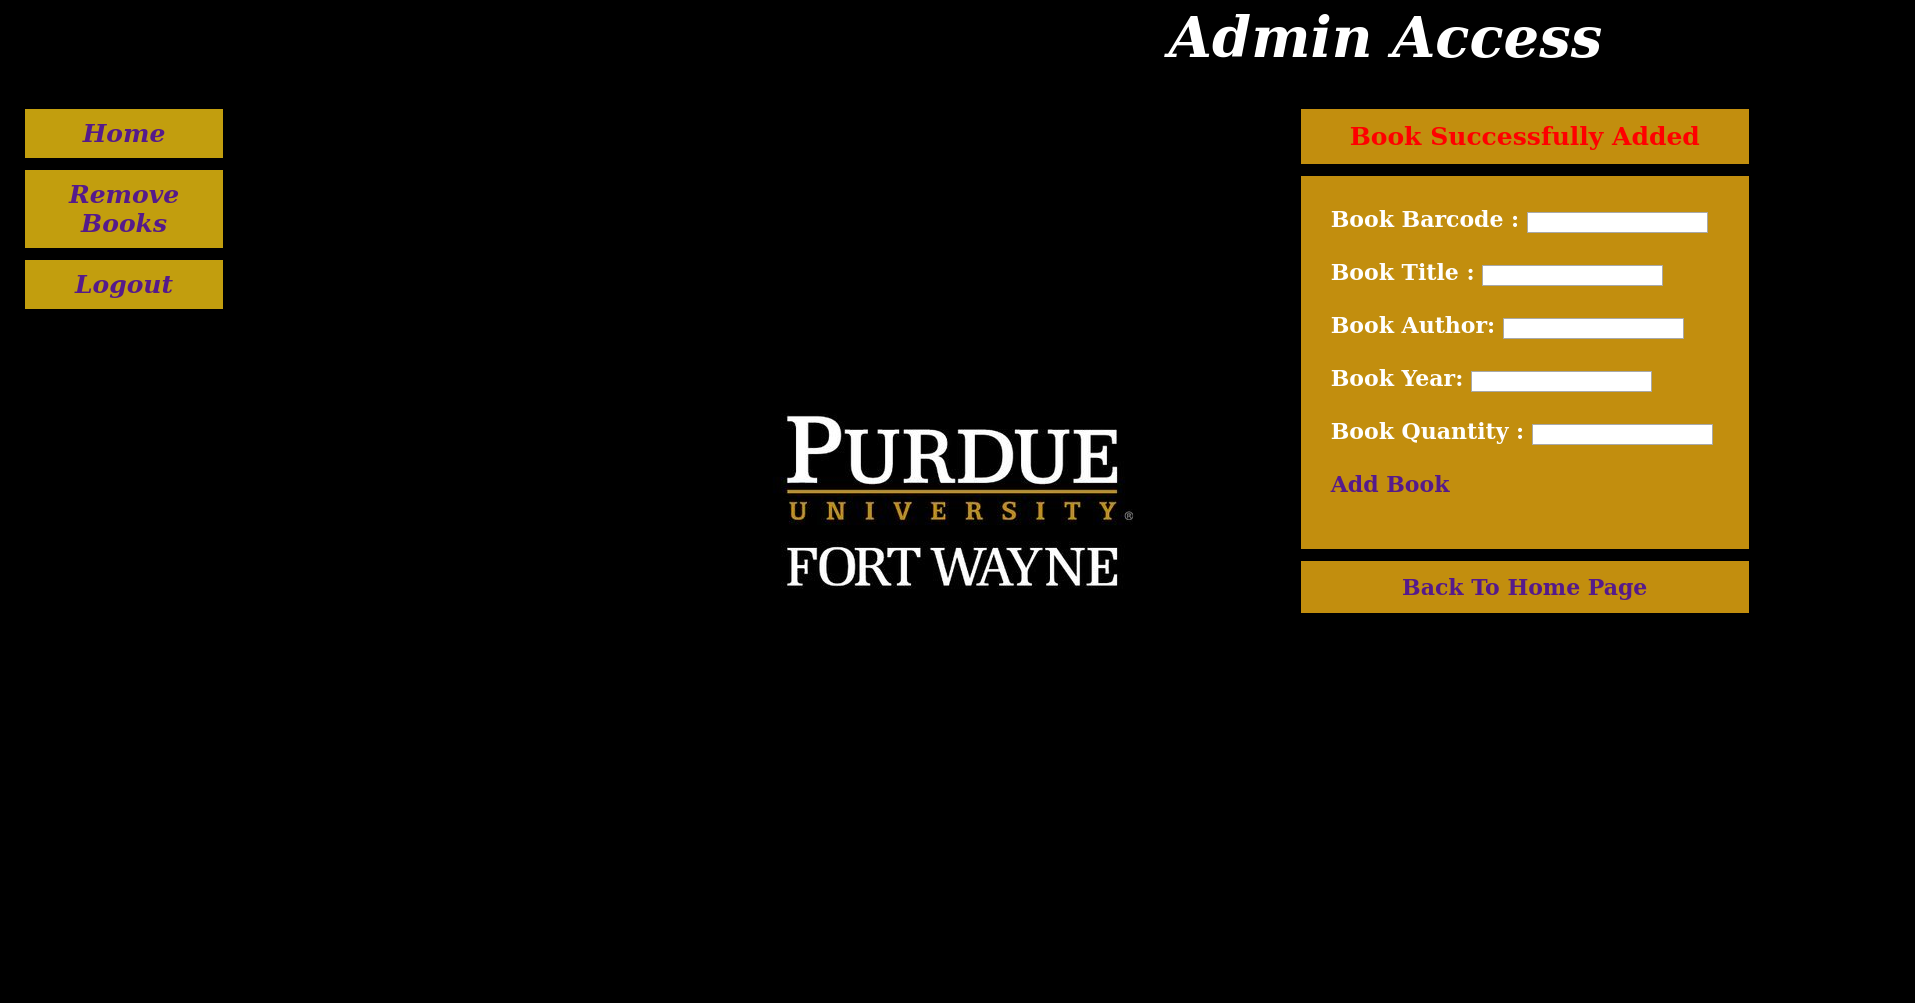 Admin Access
Home
Remove
Books
Logout
Book Successfully Added
Book Barcode :
Book Title :
Book Author:
Book Year:
Book Quantity :
Add Book
Back To Home Page
PURDUE
UNIVERSITY®
FORT WAYNE